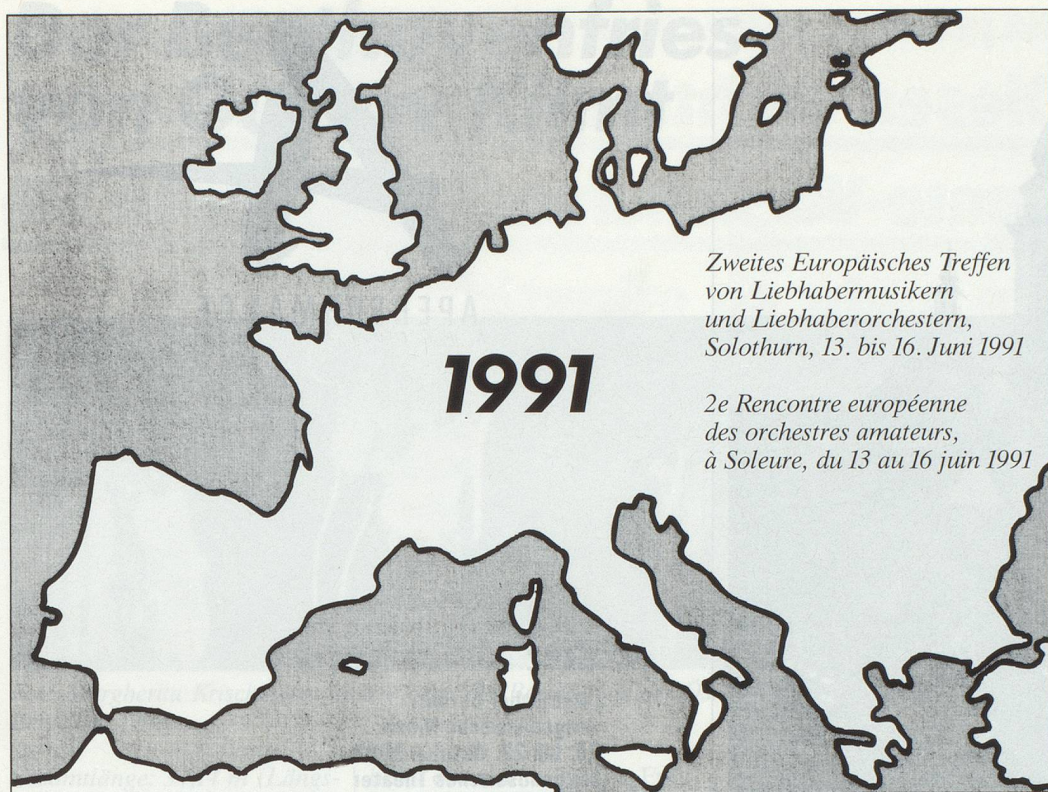 1991
Zweites Europäisches Treffen
von Liebhabermusikern
und Liebhaberorchestern,
Solothurn, 13. bis 16. Juni 1991
2e Rencontre européenne
des orchestres amateurs,
à Soleure, du 13 au 16 juin 1991